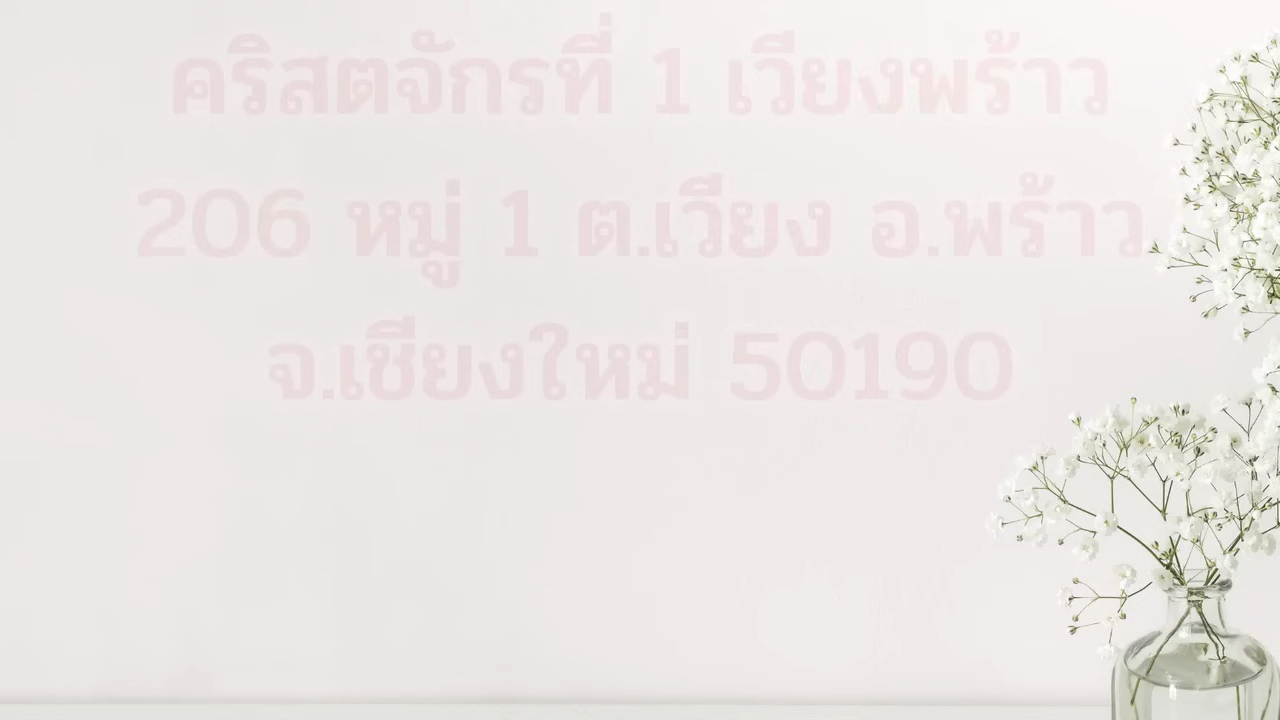 คริสตจักรที่ 1 เวียงพร้าว
206 หมู่ 1 ต.เวียง อ.พร้าว
จ.เชียงใหม่ 50190